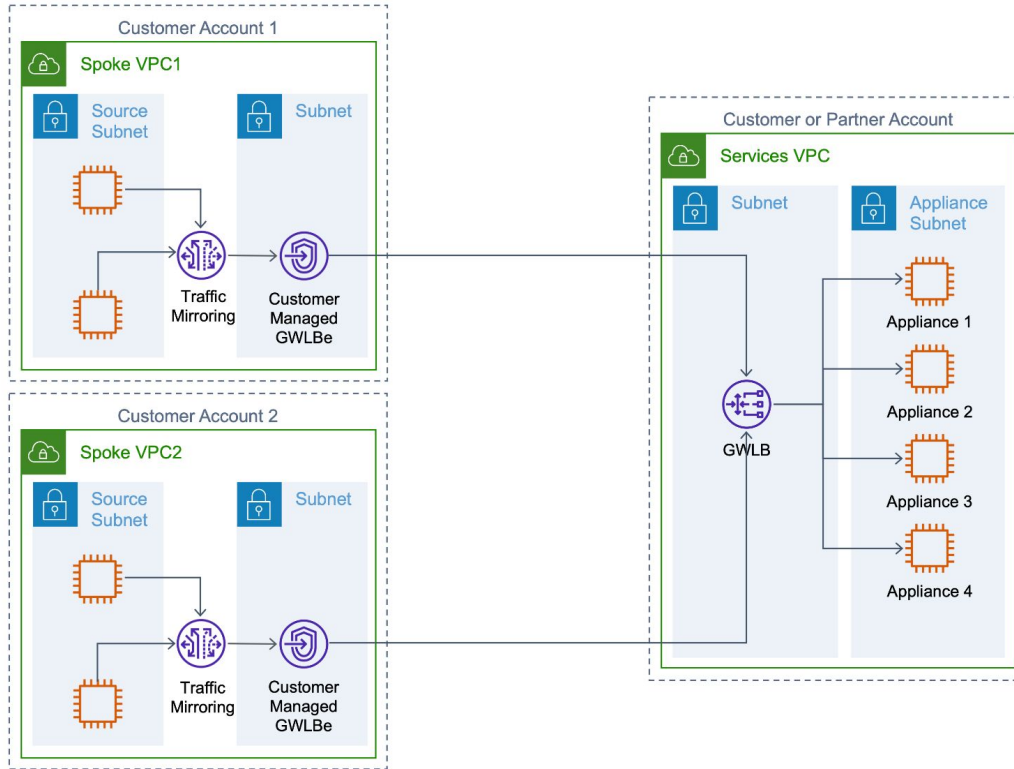 Customer Account 1
Spoke VPC1
Source
Subnet
Subnet
Traffic
Mirroring
Customer
Managed
GWLBe
Customer Account 2
Spoke VPC2
Source
Subnet
Subnet
Traffic
Mirroring
Customer
Managed
GWLBe
Customer or Partner Account
Services VPC
Subnet
Appliance
Subnet
GWLB
Appliance 1
Appliance 2
Appliance 3
Appliance 4